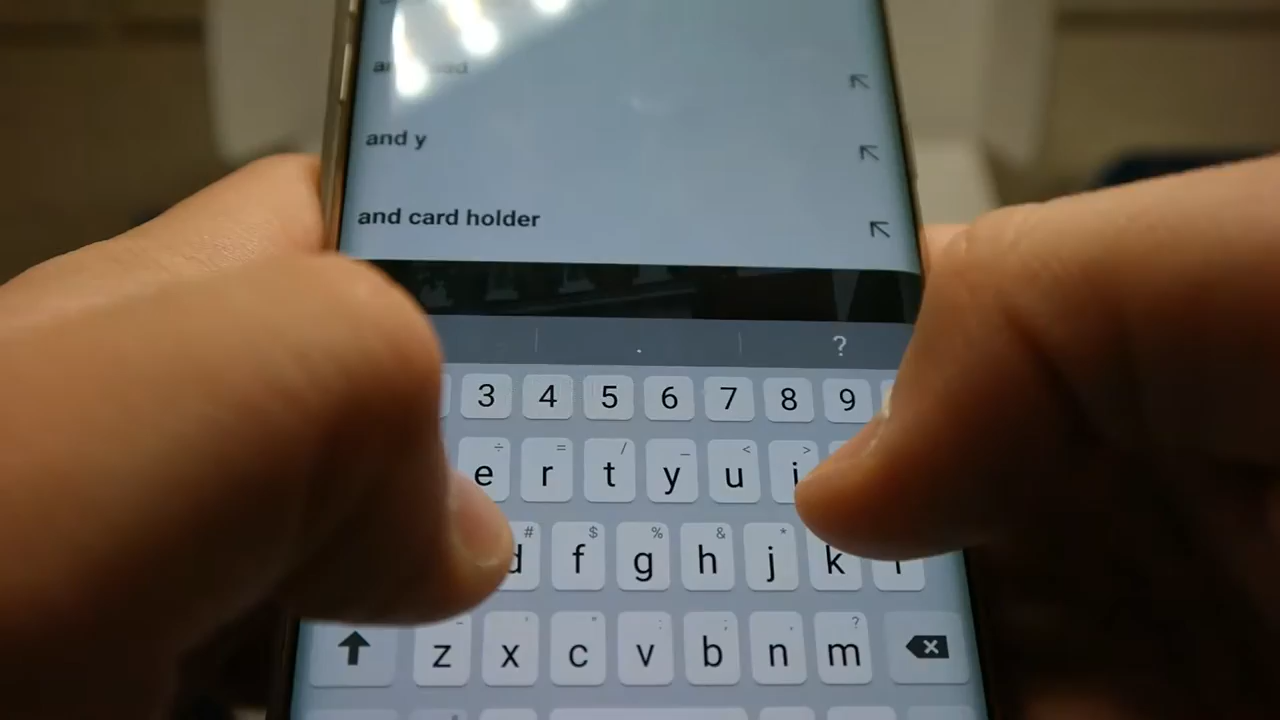 and y
and card holder
. ?
3 4 5 6 7 8 9
÷ = / _ < >
e r t y u i
# $ % & *
d f g h j k l
- ' " : ; , ?
z x c v b n m